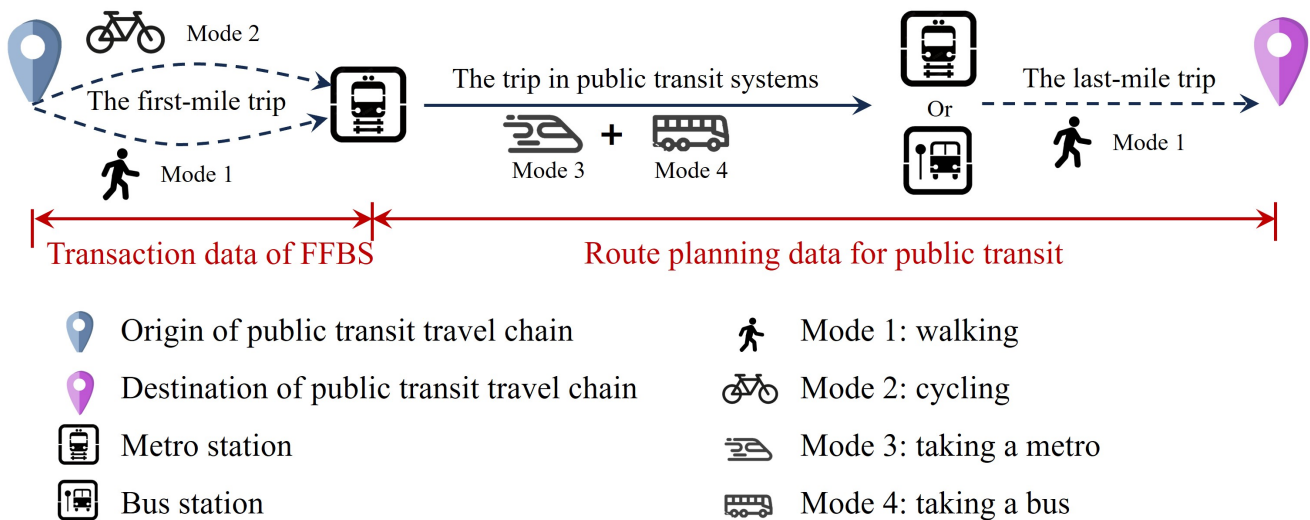 Mode 2
The first-mile trip
Mode 1
The trip in public transit systems
+
Mode 3
Mode 4
Or
The last-mile trip
Mode 1
Transaction data of FFBS
Route planning data for public transit
Origin of public transit travel chain
Destination of public transit travel chain
Metro station
Bus station
Mode 1: walking
Mode 2: cycling
Mode 3: taking a metro
Mode 4: taking a bus